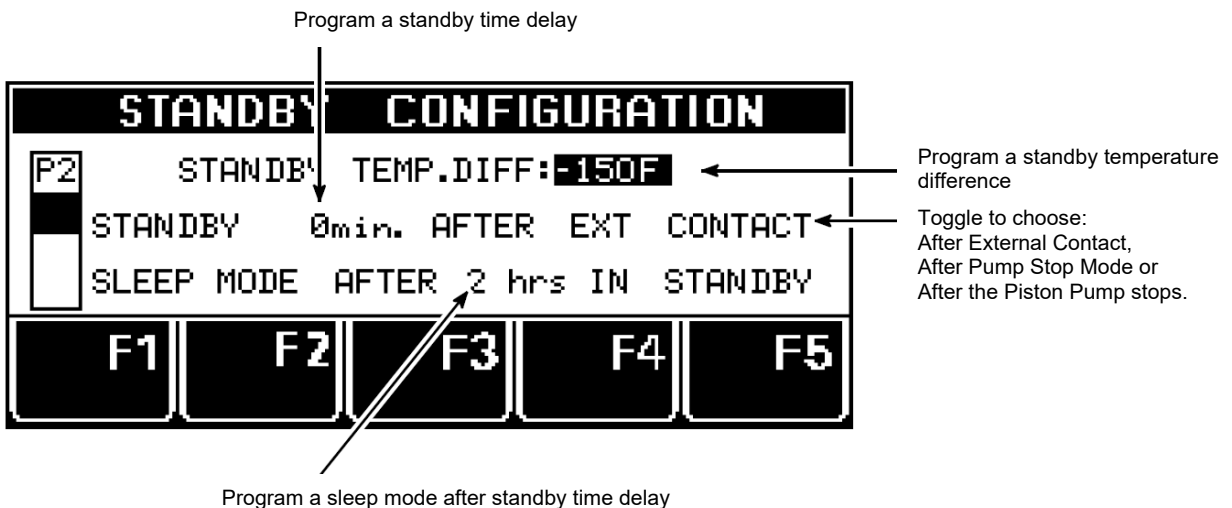 Program a standby time delay
STANDBY CONFIGURATION
P2
STANDBY TEMP.DIFF:-150F
Program a standby temperature
difference
STANDBY 0min. AFTER EXT CONTACT
Toggle to choose:
After External Contact,
After Pump Stop Mode or
After the Piston Pump stops.
SLEEP MODE AFTER 2 hrs IN STANDBY
F1 F2 F3 F4 F5
Program a sleep mode after standby time delay